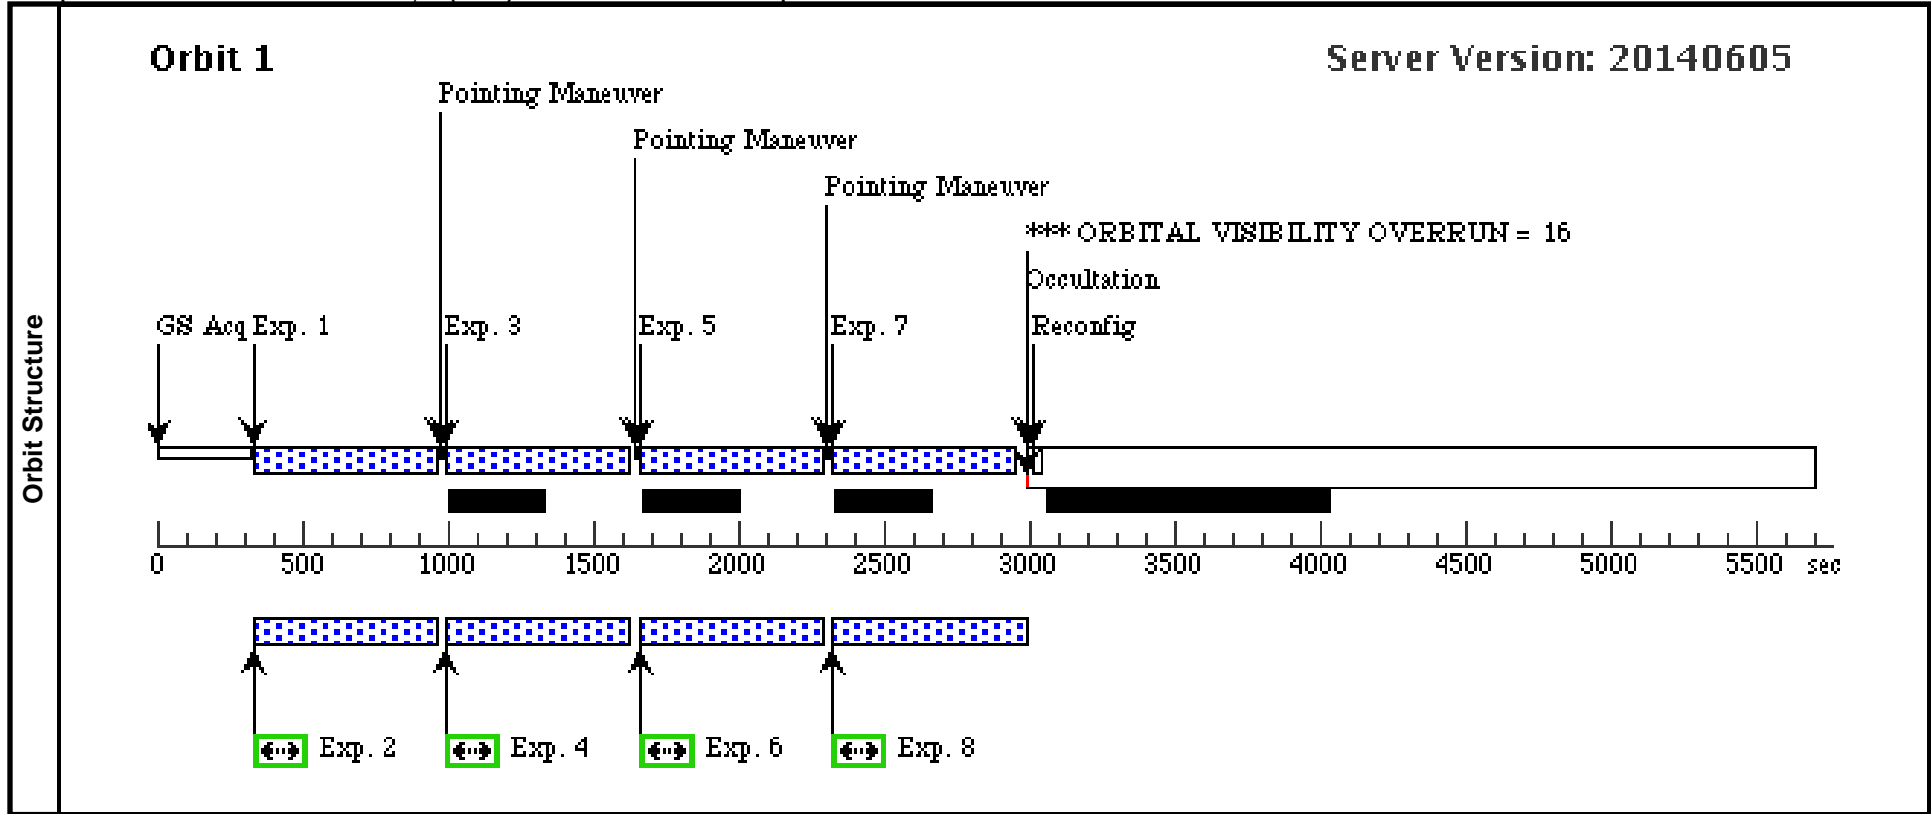 Orbit 1
Server Version: 20140605
Pointing Maneuver
Pointing Maneuver
Pointing Maneuver
*** ORBITAL VISIBILITY OVERRUN = 16
Occultation
GS Acq Exp. 1 Exp. 3 Exp. 5 Exp. 7 Reconfig
Orbit Structure
0 500 1000 1500 2000 2500 3000 3500 4000 4500 5000 5500 sec
Exp. 2 Exp. 4 Exp. 6 Exp. 8